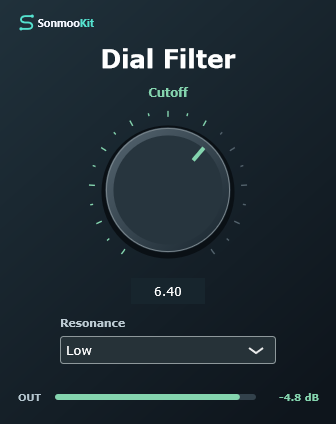 SonmooKit
Dial Filter
Cutoff
6.40
Resonance
Low
OUT -4.8 dB